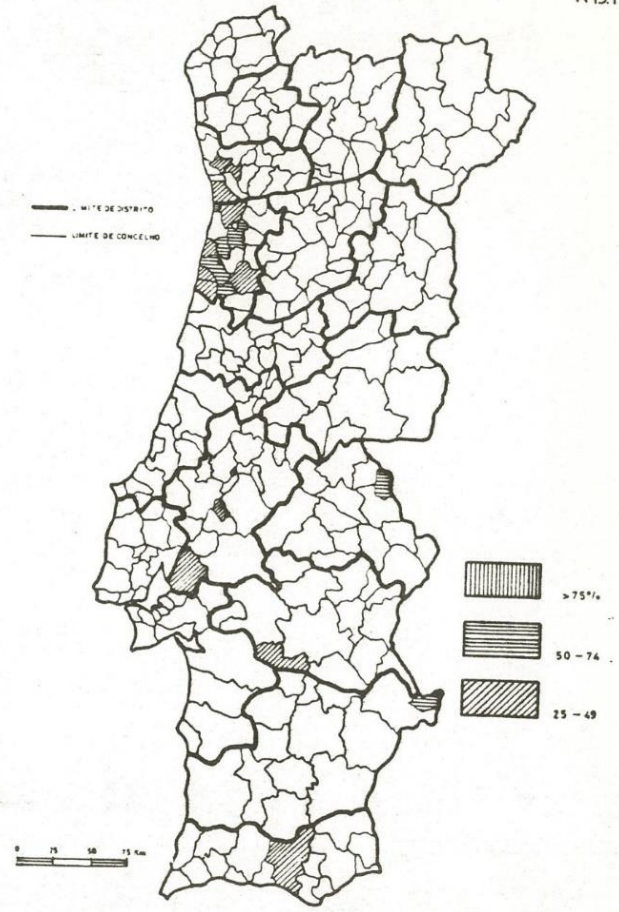 LIMITE DE DISTRITO
LIMITE DE CONCELHO
>75%
50 – 74
25 – 49
0 25 50 75 Km